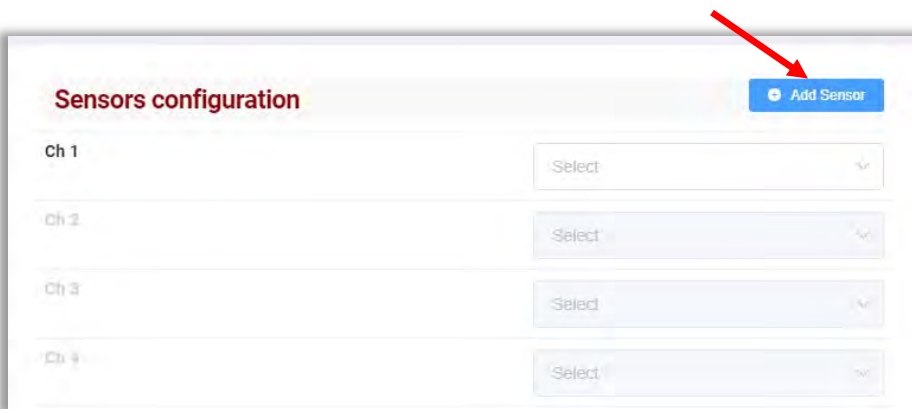 Sensors configuration
Add Sensor
Ch 1
Select
Ch 2
Select
Ch 3
Select
Ch 4
Select